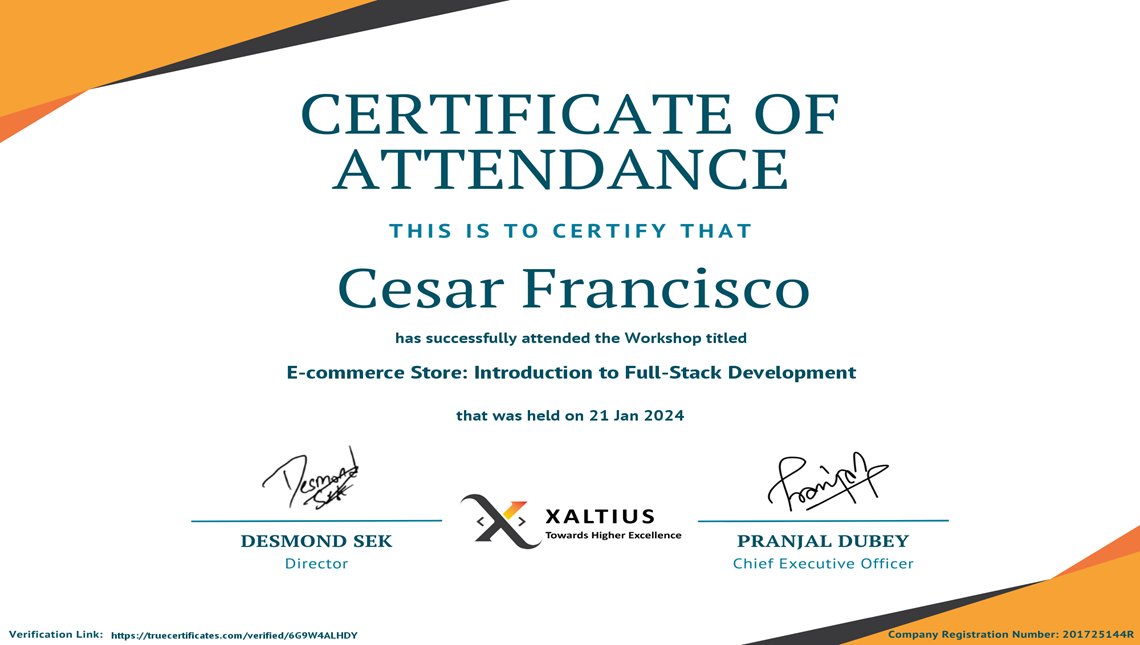 CERTIFICATE OF
ATTENDANCE
THIS IS TO CERTIFY THAT
Cesar Francisco
has successfully attended the Workshop titled
E-commerce Store: Introduction to Full-Stack Development
that was held on 21 Jan 2024
Desmond
SEK
DESMOND SEK
Director
XALTIUS
Towards Higher Excellence
Pranjal
PRANJAL DUBEY
Chief Executive Officer
Verification Link: https://truecertificates.com/verified/6G9W4ALHDY
Company Registration Number: 201725144R